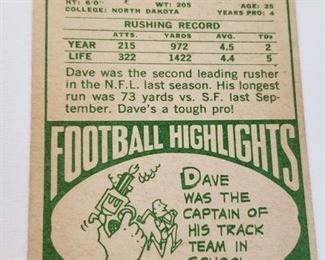 HT: 6'0" WT: 205 AGE: 25
COLLEGE: NORTH DAKOTA YEARS PRO: 4
RUSHING RECORD
ATTS. YARDS AVG. TDs
YEAR 215 972 4.5 2
LIFE 322 1422 4.4 5
Dave was the second leading rusher
in the N.F.L. last season. His longest
run was 73 yards vs. S.F. last Sep-
tember. Dave's a tough pro!
FOOTBALL HIGHLIGHTS
DAVE
WAS THE
CAPTAIN OF
HIS TRACK
TEAM IN
SCHOOL